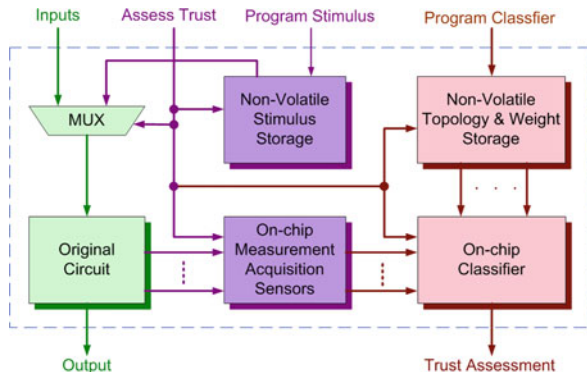 Inputs
Assess Trust
Program Stimulus
Program Classfier
MUX
Non-Volatile
Stimulus
Storage
Non-Volatile
Topology & Weight
Storage
Original
Circuit
On-chip
Measurement
Acquisition
Sensors
On-chip
Classifier
Output
Trust Assessment